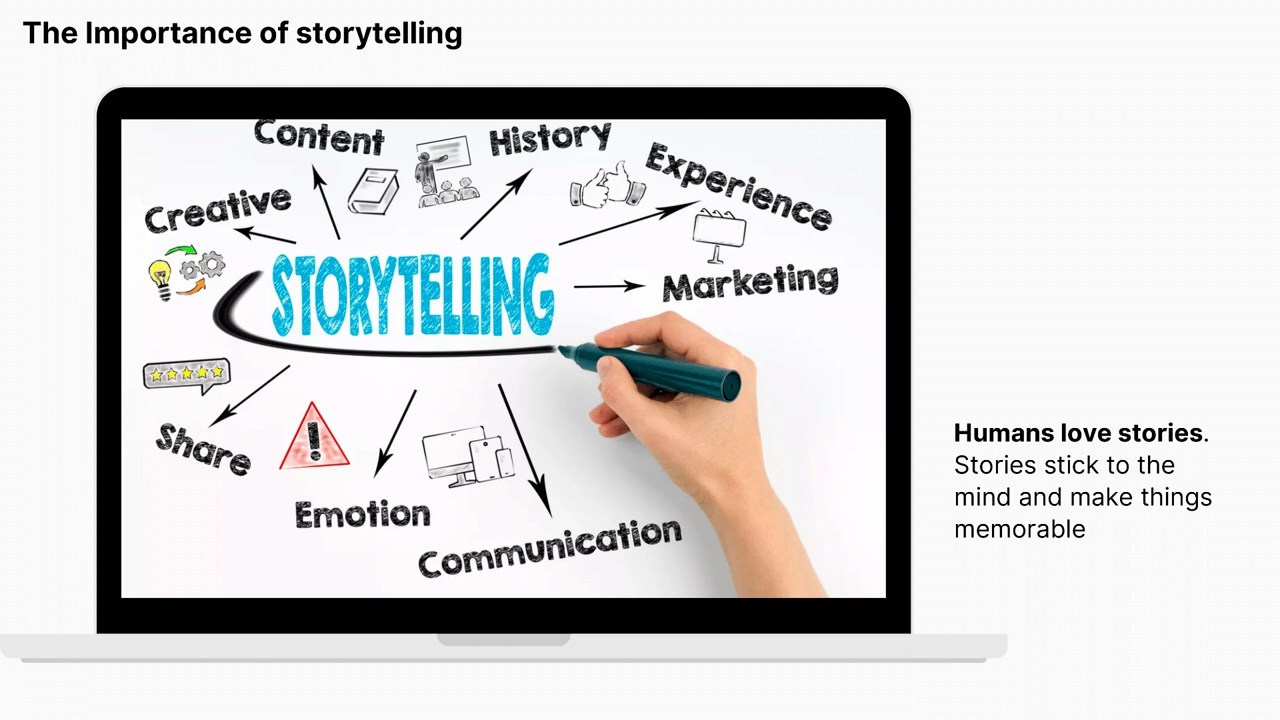 The Importance of storytelling
Content
History
Experience
Creative
Marketing
STORYTELLING
Share
Emotion
Communication
Humans love stories.
Stories stick to the
mind and make things
memorable